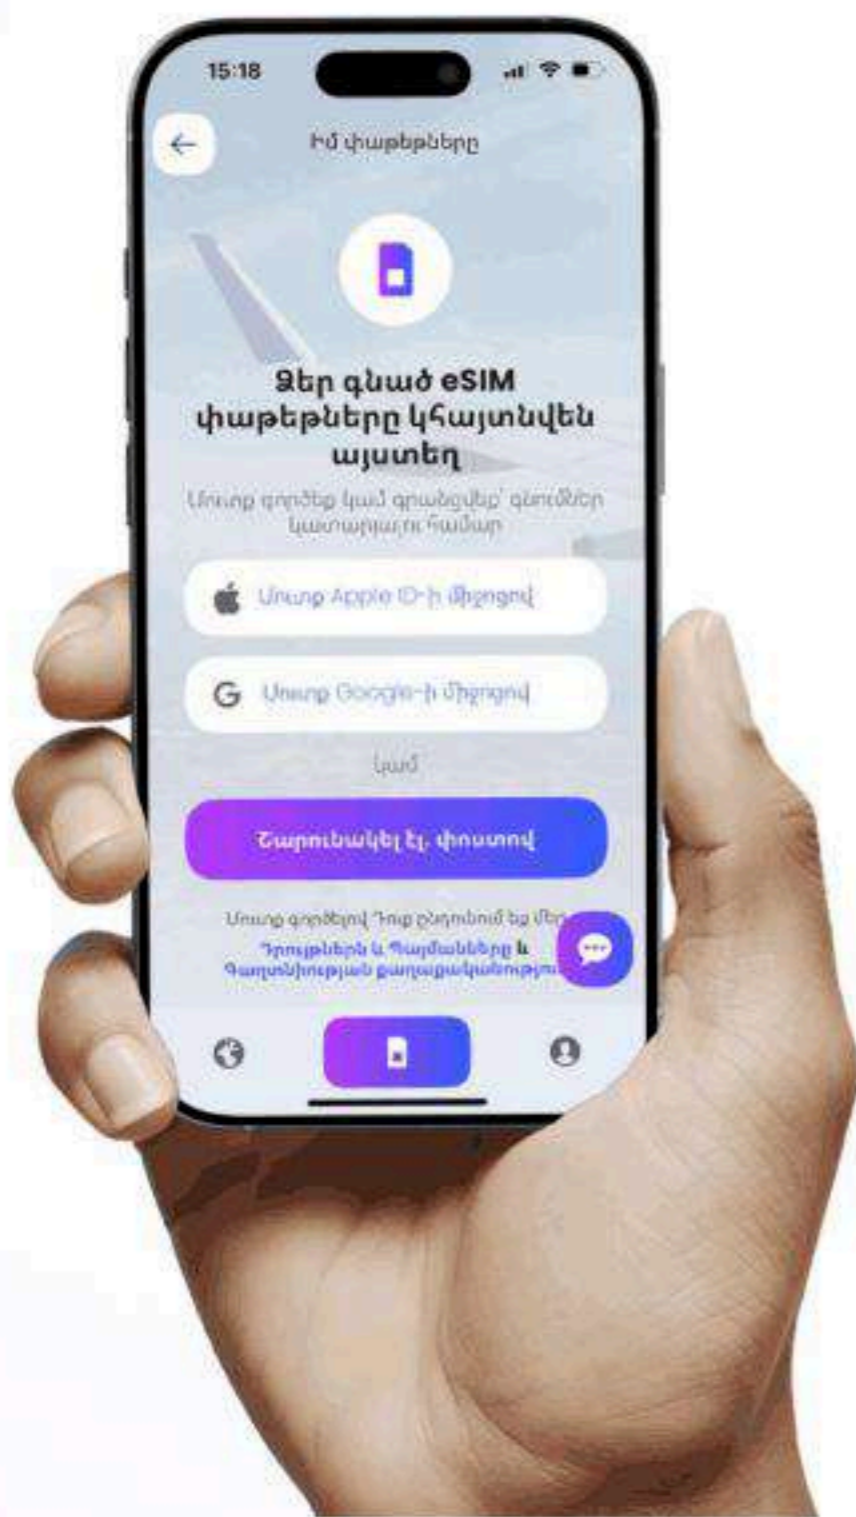 15:18
Իմ փաթեթները
Ձեր գնած eSIM
փաթեթները կհայտնվեն
այստեղ
Մուտք գործեք կամ գրանցվեք՝ գնումներ
կատարելու համար
Մուտք Apple ID-ի միջոցով
G Մուտք Google-ի միջոցով
կամ
Շարունակել էլ. փոստով
Մուտք գործելով Դուք ընդունում եք մեր
Դրույթներն և Պայմանները և
Գաղտնիության քաղաքականությու